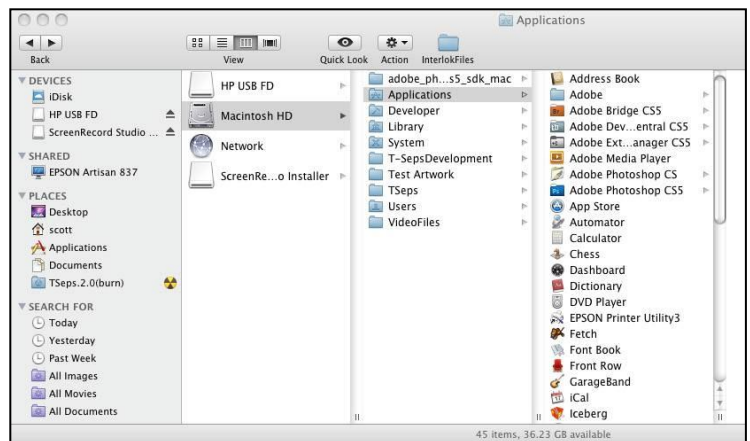 Applications
Back
View
Quick Look
Action
InterlokFiles
DEVICES
iDisk
HP USB FD
ScreenRecord Studio ...
SHARED
EPSON Artisan 837
PLACES
Desktop
scott
Applications
Documents
TSeps.2.0(burn)
SEARCH FOR
Today
Yesterday
Past Week
All Images
All Movies
All Documents
HP USB FD
Macintosh HD
Network
ScreenRe...o Installer
adobe_ph...s5_sdk_mac
Applications
Developer
Library
System
T-SepsDevelopment
Test Artwork
TSeps
Users
VideoFiles
Address Book
Adobe
Adobe Bridge CS5
Adobe Dev...entral CS5
Adobe Ext...anager CS5
Adobe Media Player
Adobe Photoshop CS
Adobe Photoshop CS5
App Store
Automator
Calculator
Chess
Dashboard
Dictionary
DVD Player
EPSON Printer Utility3
Fetch
Font Book
Front Row
GarageBand
iCal
Iceberg
45 items, 36.23 GB available